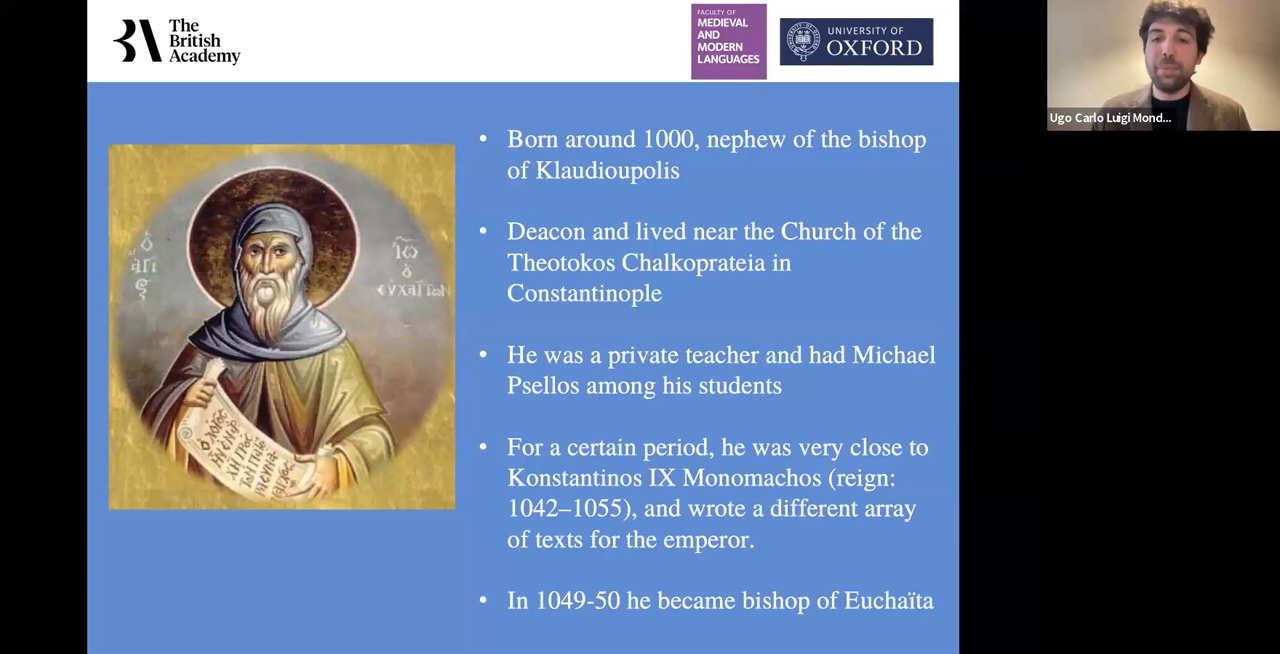 The
British
Academy
FACULTY OF
MEDIEVAL
AND
MODERN
LANGUAGES
UNIVERSITY OF
OXFORD
Ugo Carlo Luigi Mond...
• Born around 1000, nephew of the bishop
of Klaudioupolis
• Deacon and lived near the Church of the
Theotokos Chalkoprateia in
Constantinople
• He was a private teacher and had Michael
Psellos among his students
• For a certain period, he was very close to
Konstantinos IX Monomachos (reign:
1042–1055), and wrote a different array
of texts for the emperor.
• In 1049-50 he became bishop of Euchaïta